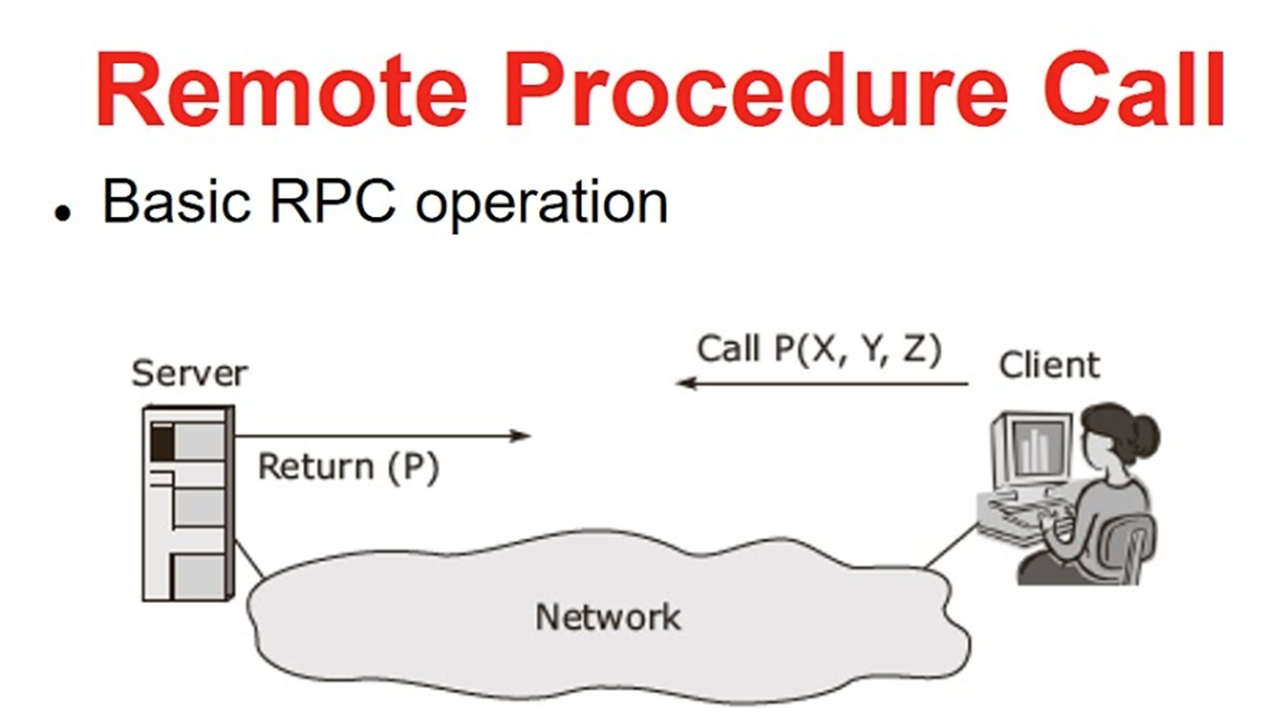 Remote Procedure Call
• Basic RPC operation
Call P(X, Y, Z)
Client
Server
Return (P)
Network